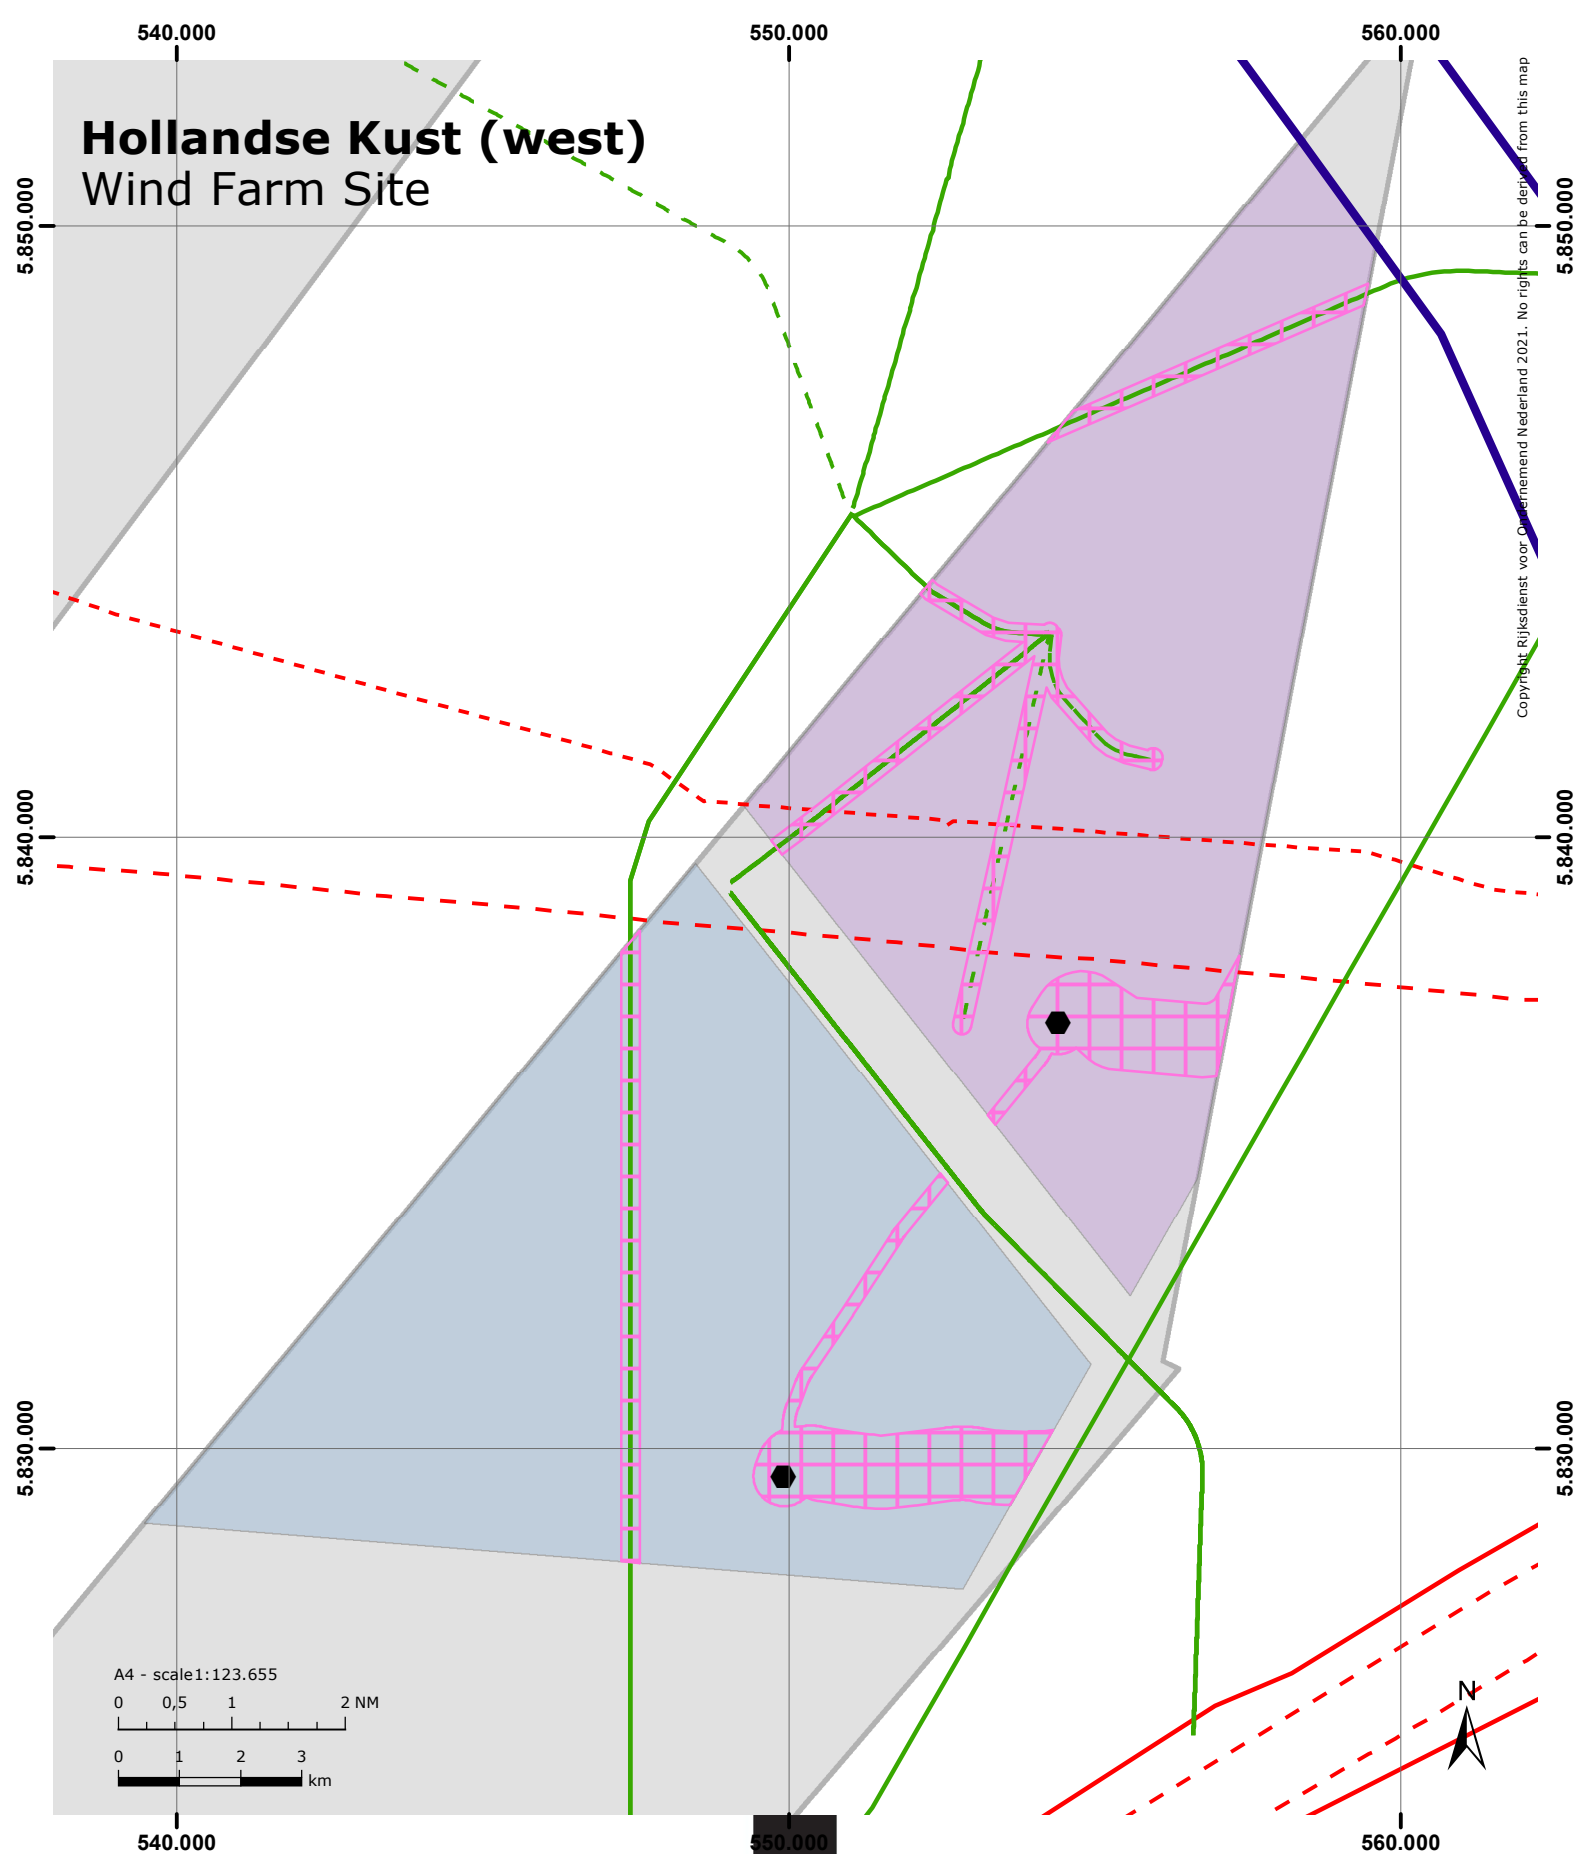 540.000
550.000
560.000
Hollandse Kust (west)
Wind Farm Site
Copyright Rijksdienst voor Ondernemend Nederland 2021. No rights can be derived from this map
5.850.000
5.850.000
5.840.000
5.840.000
5.830.000
5.830.000
A4 - scale1:123.655
0 0,5 1 2 NM
0 1 2 3
km
N
540.000
550.000
560.000